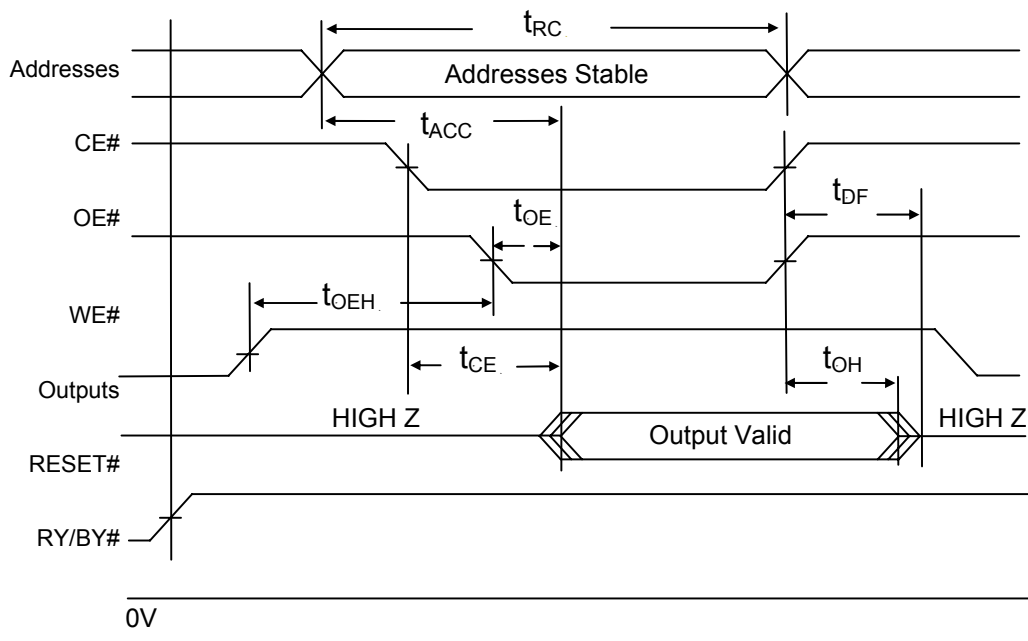 tRC
Addresses
Addresses Stable
tACC
CE#
tDF
OE#
tOE
tOEH
WE#
tCE
tOH
Outputs
HIGH Z
Output Valid
HIGH Z
RESET#
RY/BY#
0V